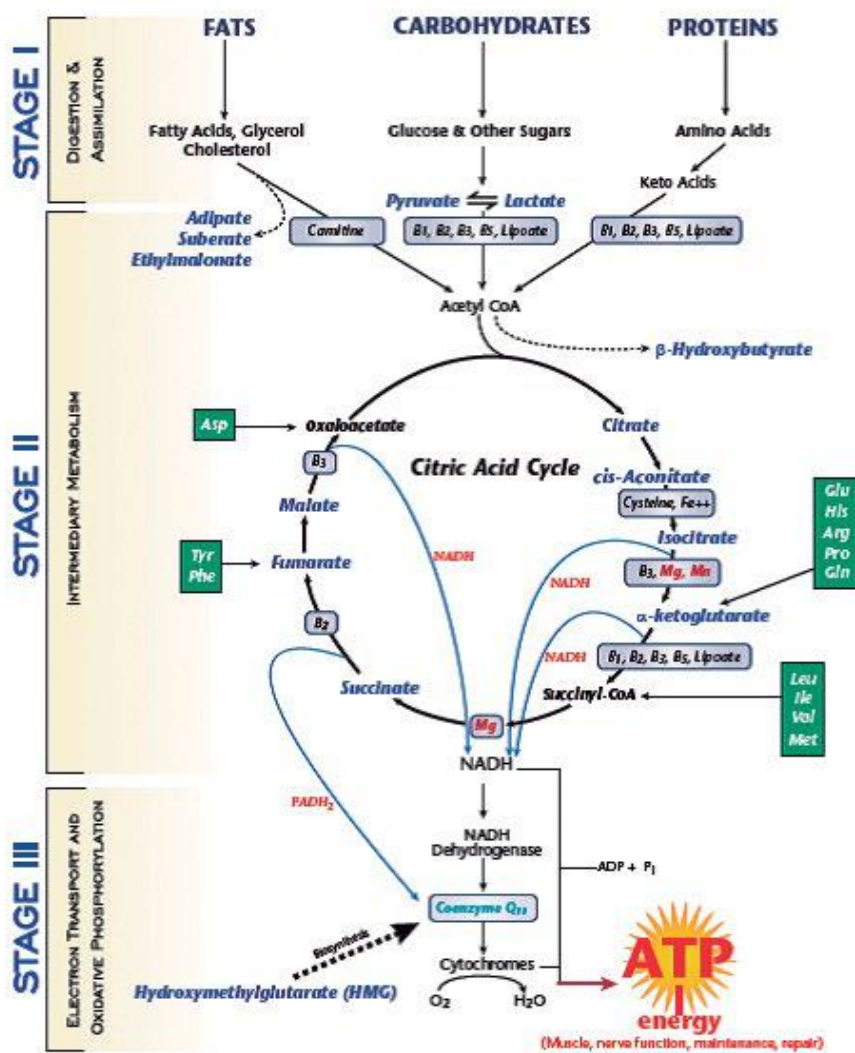 STAGE I
DIGESTION &
ASSIMILATION
FATS
CARBOHYDRATES
PROTEINS
Fatty Acids, Glycerol
Cholesterol
Glucose & Other Sugars
Amino Acids
Keto Acids
Pyruvate ⇌ Lactate
STAGE II
INTERMEDIARY METABOLISM
Adipate
Suberate
Ethylmalonate
Carnitine
B1, B2, B3, B5, Lipoate
B1, B2, B3, B5, Lipoate
Acetyl CoA
β-Hydroxybutyrate
Asp
Oxaloacetate
Citrate
B3
Citric Acid Cycle
cis-Aconitate
Cysteine, Fe++
Malate
Isocitrate
Glu
His
Arg
Pro
Gln
Tyr
Phe
Fumarate
NADH
NADH
B3, Mg, Mn
α-ketoglutarate
B2
NADH
B1, B2, B3, B5, Lipoate
Succinate
Succinyl-CoA
Leu
Ile
Val
Met
Mg
NADH
STAGE III
ELECTRON TRANSPORT AND
OXIDATIVE PHOSPHORYLATION
FADH2
NADH
Dehydrogenase
ADP + Pi
Coenzyme Q10
Biosynthesis
Hydroxymethylglutarate (HMG)
Cytochromes
O2
H2O
ATP
energy
(Muscle, nerve function, maintenance, repair)